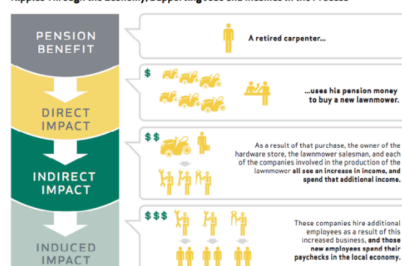 Ripples Through the Economy, Supporting Jobs and Incomes in the Process
PENSION
BENEFIT
A retired carpenter...
$
DIRECT
IMPACT
...uses his pension money
to buy a new lawnmower.
$$
INDIRECT
IMPACT
As a result of that purchase, the owner of the
hardware store, the lawnmower salesman, and each
of the companies involved in the production of the
lawnmower all see an increase in income, and
spend that additional income.
$$$
INDUCED
IMPACT
These companies hire additional
employees as a result of this
increased business, and those
new employees spend their
paychecks in the local economy.